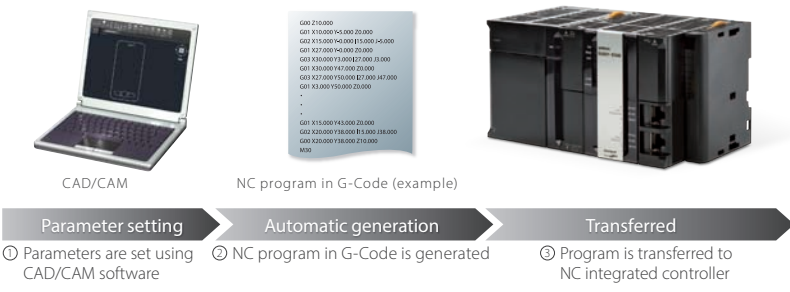 G00 Z10.000
G01 X10.000 Y-5.000 Z0.000
G02 X15.000 Y-0.000 I15.000 J-5.000
G01 X27.000 Y-0.000 Z0.000
G03 X30.000 Y3.000 I27.000 J3.000
G01 X30.000 Y47.000 Z0.000
G03 X27.000 Y50.000 I27.000 J47.000
G01 X3.000 Y50.000 Z0.000
.
.
.
G01 X15.000 Y43.000 Z0.000
G02 X20.000 Y38.000 I15.000 J38.000
G00 X20.000 Y38.000 Z10.000
M30
CAD/CAM
NC program in G-Code (example)
Parameter setting
Automatic generation
Transferred
① Parameters are set using
CAD/CAM software
② NC program in G-Code is generated
③ Program is transferred to
NC integrated controller